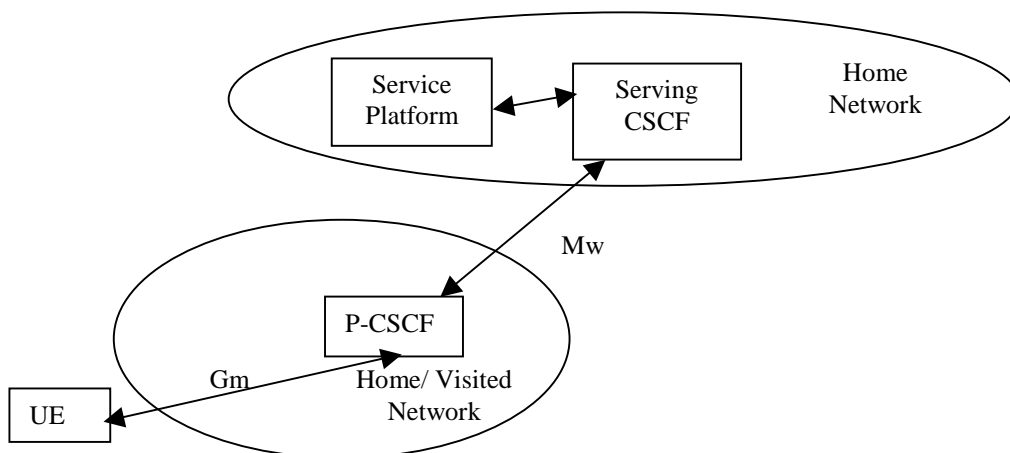 Service
Platform
Serving
CSCF
Home
Network
Mw
P-CSCF
Gm
Home/ Visited
Network
UE